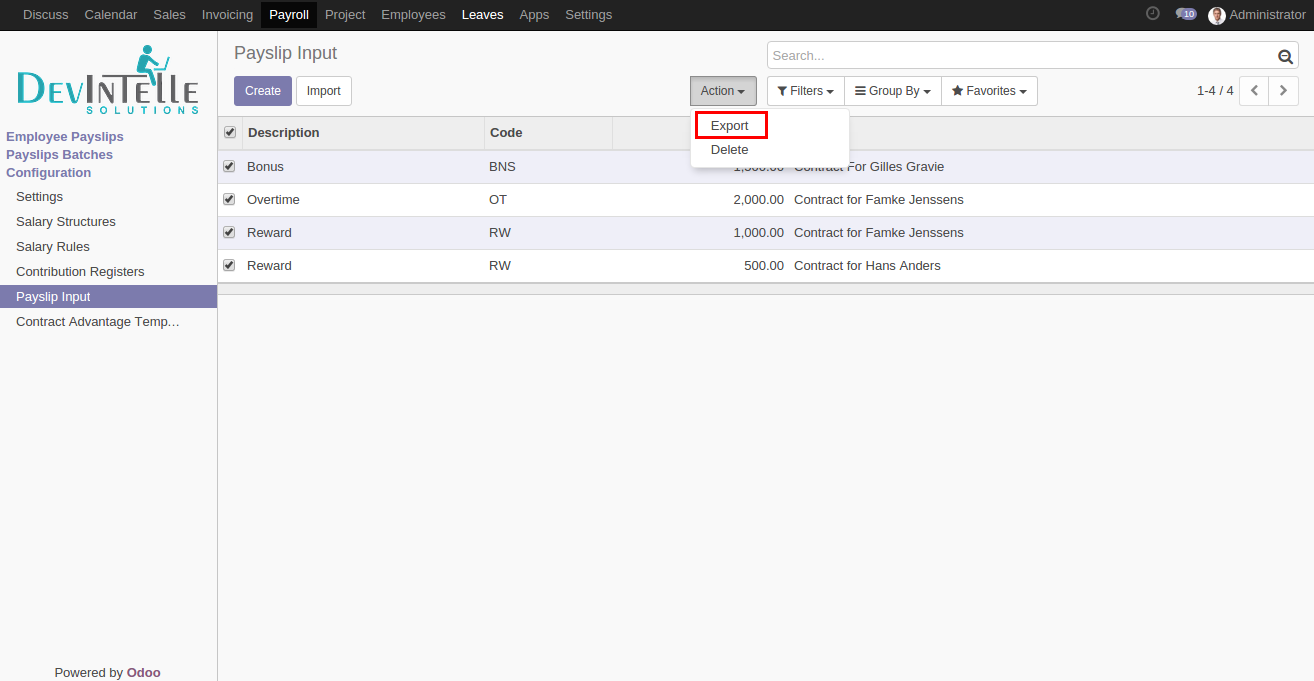 Discuss Calendar Sales Invoicing Payroll Project Employees Leaves Apps Settings 10 Administrator
DEVINTELLE
SOLUTIONS
Employee Payslips
Payslips Batches
Configuration
Settings
Salary Structures
Salary Rules
Contribution Registers
Payslip Input
Contract Advantage Temp...
Powered by Odoo
Payslip Input
Search...
Create Import Action Filters Group By Favorites 1-4 / 4
Export
Delete
Description Code
Bonus BNS Contract For Gilles Gravie
Overtime OT 2,000.00 Contract for Famke Jenssens
Reward RW 1,000.00 Contract for Famke Jenssens
Reward RW 500.00 Contract for Hans Anders